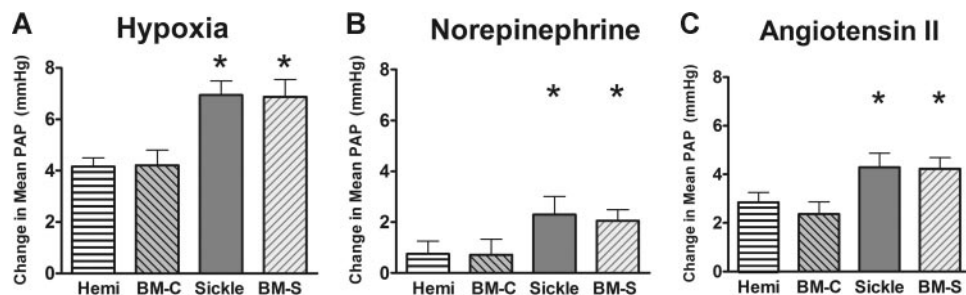 A Hypoxia
Change in Mean PAP (mmHg)
8
6
4
2
0
* *
Hemi BM-C Sickle BM-S
B Norepinephrine
Change in Mean PAP (mmHg)
8
6
4
2
0
* *
Hemi BM-C Sickle BM-S
C Angiotensin II
Change in Mean PAP (mmHg)
8
6
4
2
0
* *
Hemi BM-C Sickle BM-S